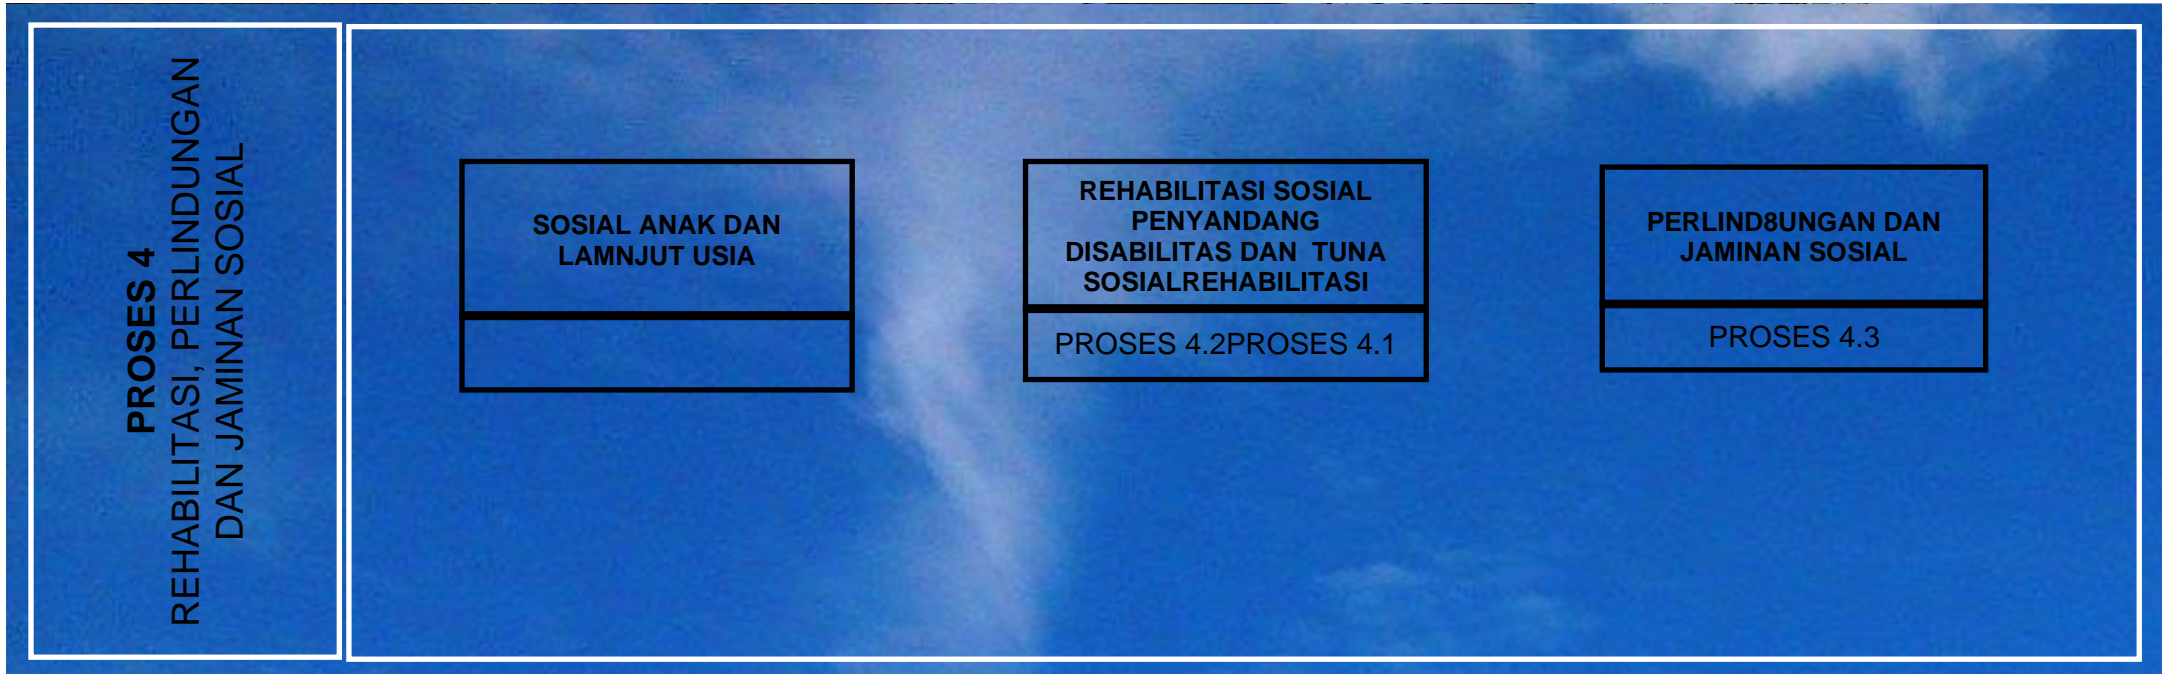 PROSES 4
REHABILITASI, PERLINDUNGAN
DAN JAMINAN SOSIAL
SOSIAL ANAK DAN
LAMNJUT USIA
REHABILITASI SOSIAL
PENYANDANG
DISABILITAS DAN TUNA
SOSIALREHABILITASI
PROSES 4.2PROSES 4.1
PERLIND8UNGAN DAN
JAMINAN SOSIAL
PROSES 4.3